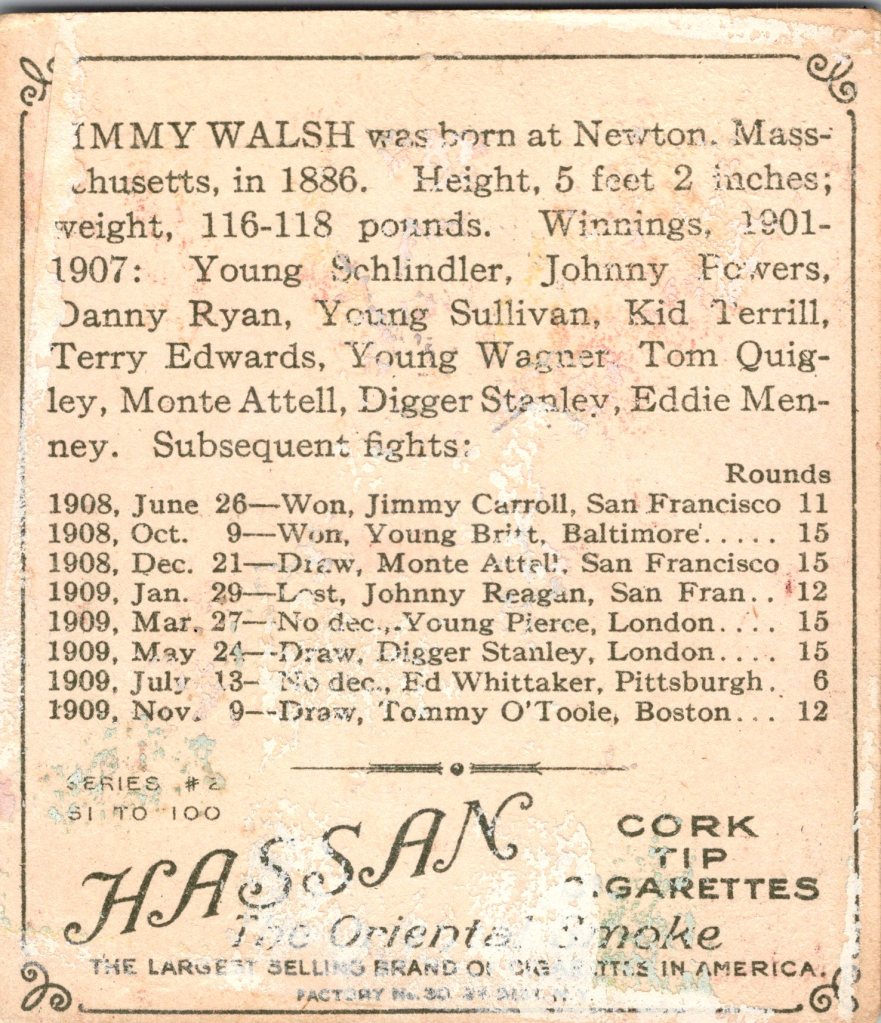 IMMY WALSH was born at Newton, Mass-
chusetts, in 1886. Height, 5 feet 2 inches;
weight, 116-118 pounds. Winnings, 1901-
1907: Young Schlindler, Johnny Powers,
Danny Ryan, Young Sullivan, Kid Terrill,
Terry Edwards, Young Wagner, Tom Quig-
ley, Monte Attell, Digger Stanley, Eddie Men-
ney. Subsequent fights:
Rounds
1908, June 26—Won, Jimmy Carroll, San Francisco 11
1908, Oct. 9—Won, Young Britt, Baltimore..... 15
1908, Dec. 21—Draw, Monte Attell, San Francisco 15
1909, Jan. 29—Lost, Johnny Reagan, San Fran.. 12
1909, Mar. 27—No dec., Young Pierce, London.... 15
1909, May 24—Draw, Digger Stanley, London.... 15
1909, July 13—No dec., Ed Whittaker, Pittsburgh. 6
1909, Nov. 9—Draw, Tommy O'Toole, Boston... 12
SERIES #2
51 TO 100
HASSAN
CORK
TIP
CIGARETTES
The Oriental Smoke
THE LARGEST SELLING BRAND OF CIGARETTES IN AMERICA.
FACTORY No. 30